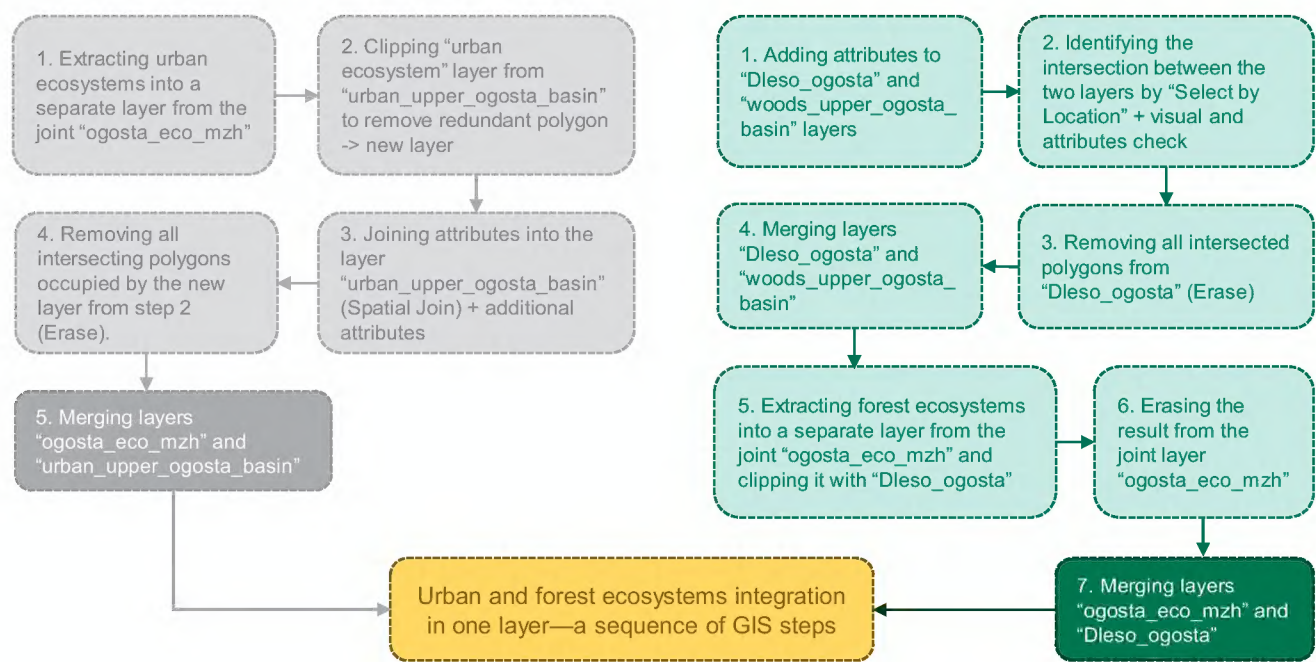 1. Extracting urban
ecosystems into a
separate layer from the
joint “ogosta_eco_mzh”
2. Clipping “urban
ecosystem” layer from
“urban_upper_ogosta_basin”
to remove redundant polygon
-> new layer
4. Removing all
intersecting polygons
occupied by the new
layer from step 2
(Erase).
3. Joining attributes into the
layer
“urban_upper_ogosta_basin”
(Spatial Join) + additional
attributes
5. Merging layers
“ogosta_eco_mzh” and
“urban_upper_ogosta_basin”
1. Adding attributes to
“Dleso_ogosta” and
“woods_upper_ogosta_
basin” layers
2. Identifying the
intersection between the
two layers by “Select by
Location” + visual and
attributes check
4. Merging layers
“Dleso_ogosta” and
“woods_upper_ogosta_
basin”
3. Removing all intersected
polygons from
“Dleso_ogosta” (Erase)
5. Extracting forest ecosystems
into a separate layer from the
joint “ogosta_eco_mzh” and
clipping it with “Dleso_ogosta”
6. Erasing the
result from the
joint layer
“ogosta_eco_mzh”
7. Merging layers
“ogosta_eco_mzh” and
“Dleso_ogosta”
Urban and forest ecosystems integration
in one layer—a sequence of GIS steps